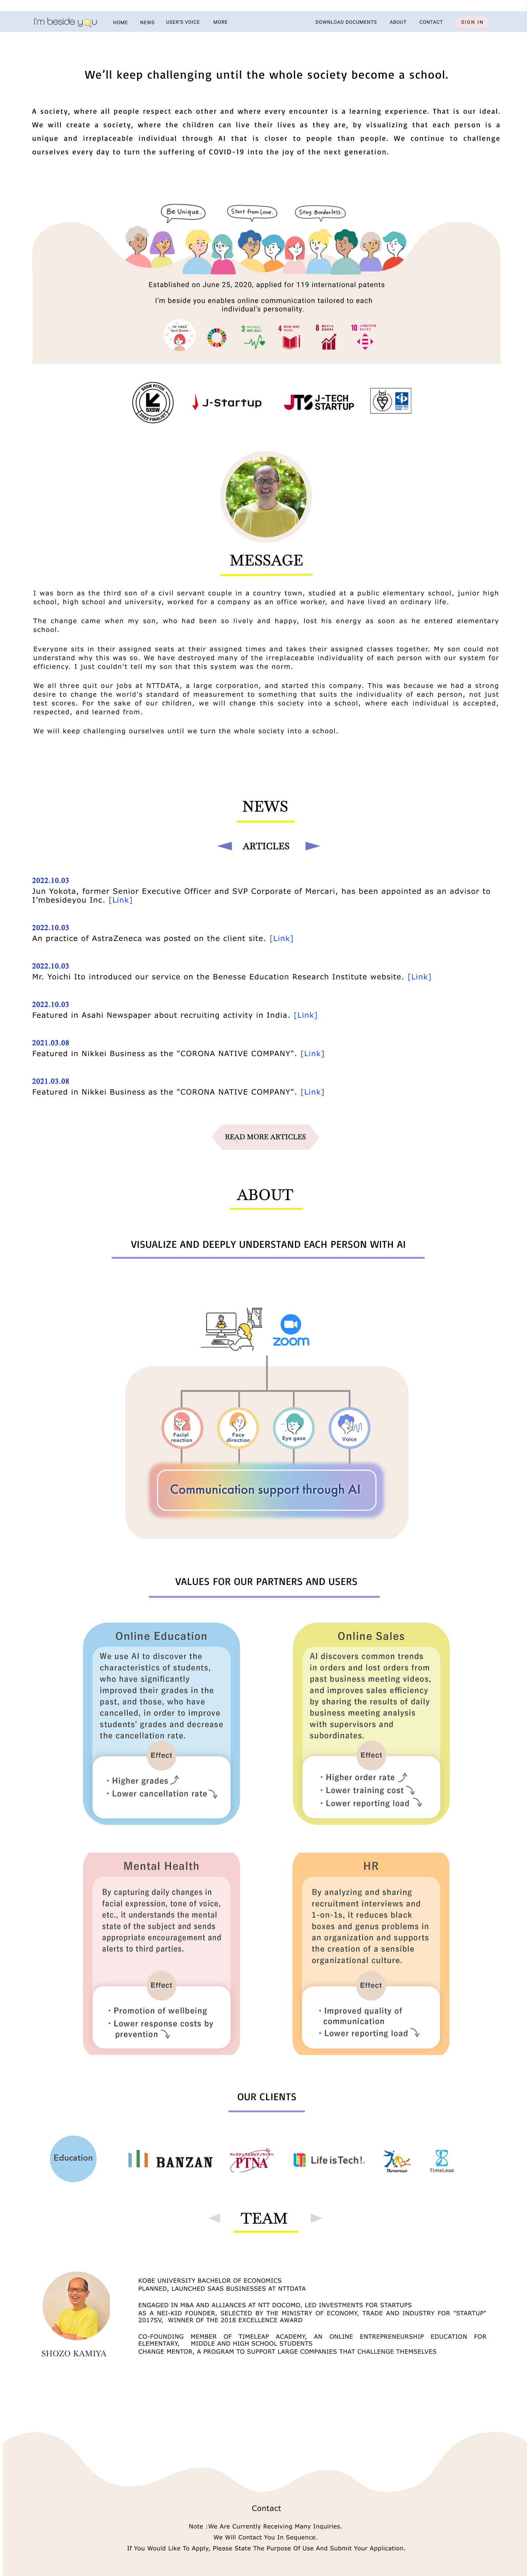 I'm beside you
HOME NEWS USER'S VOICE MORE DOWNLOAD DOCUMENTS ABOUT CONTACT SIGN IN
We'll keep challenging until the whole society become a school.
A society, where all people respect each other and where every encounter is a learning experience. That is our ideal.
We will create a society, where the children can live their lives as they are, by visualizing that each person is a
unique and irreplaceable individual through AI that is closer to people than people. We continue to challenge
ourselves every day to turn the suffering of COVID-19 into the joy of the next generation.
Be Unique.
Start from Love.
Stay Borderless.
Established on June 25, 2020, applied for 119 international patents
I'm beside you enables online communication tailored to each
individual's personality.
3
4
8
10
SXSW PITCH
SXSW
2022 FINALIST
J-Startup
JTS J-TECH
STARTUP
bsi
MESSAGE
I was born as the third son of a civil servant couple in a country town, studied at a public elementary school, junior high
school, high school and university, worked for a company as an office worker, and have lived an ordinary life.
The change came when my son, who had been so lively and happy, lost his energy as soon as he entered elementary
school.
Everyone sits in their assigned seats at their assigned times and takes their assigned classes together. My son could not
understand why this was so. We have destroyed many of the irreplaceable individuality of each person with our system for
efficiency. I just couldn't tell my son that this system was the norm.
We all three quit our jobs at NTTDATA, a large corporation, and started this company. This was because we had a strong
desire to change the world's standard of measurement to something that suits the individuality of each person, not just
test scores. For the sake of our children, we will change this society into a school, where each individual is accepted,
respected, and learned from.
We will keep challenging ourselves until we turn the whole society into a school.
NEWS
ARTICLES
2022.10.03
Jun Yokota, former Senior Executive Officer and SVP Corporate of Mercari, has been appointed as an advisor to
I'mbesideyou Inc. [Link]
2022.10.03
An practice of AstraZeneca was posted on the client site. [Link]
2022.10.03
Mr. Yoichi Ito introduced our service on the Benesse Education Research Institute website. [Link]
2022.10.03
Featured in Asahi Newspaper about recruiting activity in India. [Link]
2021.03.08
Featured in Nikkei Business as the "CORONA NATIVE COMPANY". [Link]
2021.03.08
Featured in Nikkei Business as the "CORONA NATIVE COMPANY". [Link]
READ MORE ARTICLES
ABOUT
VISUALIZE AND DEEPLY UNDERSTAND EACH PERSON WITH AI
zoom
Facial
reaction
Face
direction
Eye gaze
Voice
Communication support through AI
VALUES FOR OUR PARTNERS AND USERS
Online Education
We use AI to discover the
characteristics of students,
who have significantly
improved their grades in the
past, and those, who have
cancelled, in order to improve
students' grades and decrease
the cancellation rate.
Effect
・Higher grades
・Lower cancellation rate
Online Sales
AI discovers common trends
in orders and lost orders from
past business meeting videos,
and improves sales efficiency
by sharing the results of daily
business meeting analysis
with supervisors and
subordinates.
Effect
・Higher order rate
・Lower training cost
・Lower reporting load
Mental Health
By capturing daily changes in
facial expression, tone of voice,
etc., it understands the mental
state of the subject and sends
appropriate encouragement and
alerts to third parties.
Effect
・Promotion of wellbeing
・Lower response costs by
prevention
HR
By analyzing and sharing
recruitment interviews and
1-on-1s, it reduces black
boxes and genus problems in
an organization and supports
the creation of a sensible
organizational culture.
Effect
・Improved quality of
communication
・Lower reporting load
OUR CLIENTS
Education
BANZAN
PTNA
Life is Tech!.
Benesse
TimeLeap
TEAM
KOBE UNIVERSITY BACHELOR OF ECONOMICS
PLANNED, LAUNCHED SAAS BUSINESSES AT NTTDATA
ENGAGED IN M&A AND ALLIANCES AT NTT DOCOMO, LED INVESTMENTS FOR STARTUPS
AS A NEI-KID FOUNDER, SELECTED BY THE MINISTRY OF ECONOMY, TRADE AND INDUSTRY FOR "STARTUP"
2017SV, WINNER OF THE 2018 EXCELLENCE AWARD
CO-FOUNDING MEMBER OF TIMELEAP ACADEMY, AN ONLINE ENTREPRENEURSHIP EDUCATION FOR
ELEMENTARY, MIDDLE AND HIGH SCHOOL STUDENTS
CHANGE MENTOR, A PROGRAM TO SUPPORT LARGE COMPANIES THAT CHALLENGE THEMSELVES
SHOZO KAMIYA
Contact
Note :We Are Currently Receiving Many Inquiries.
We Will Contact You In Sequence.
If You Would Like To Apply, Please State The Purpose Of Use And Submit Your Application.